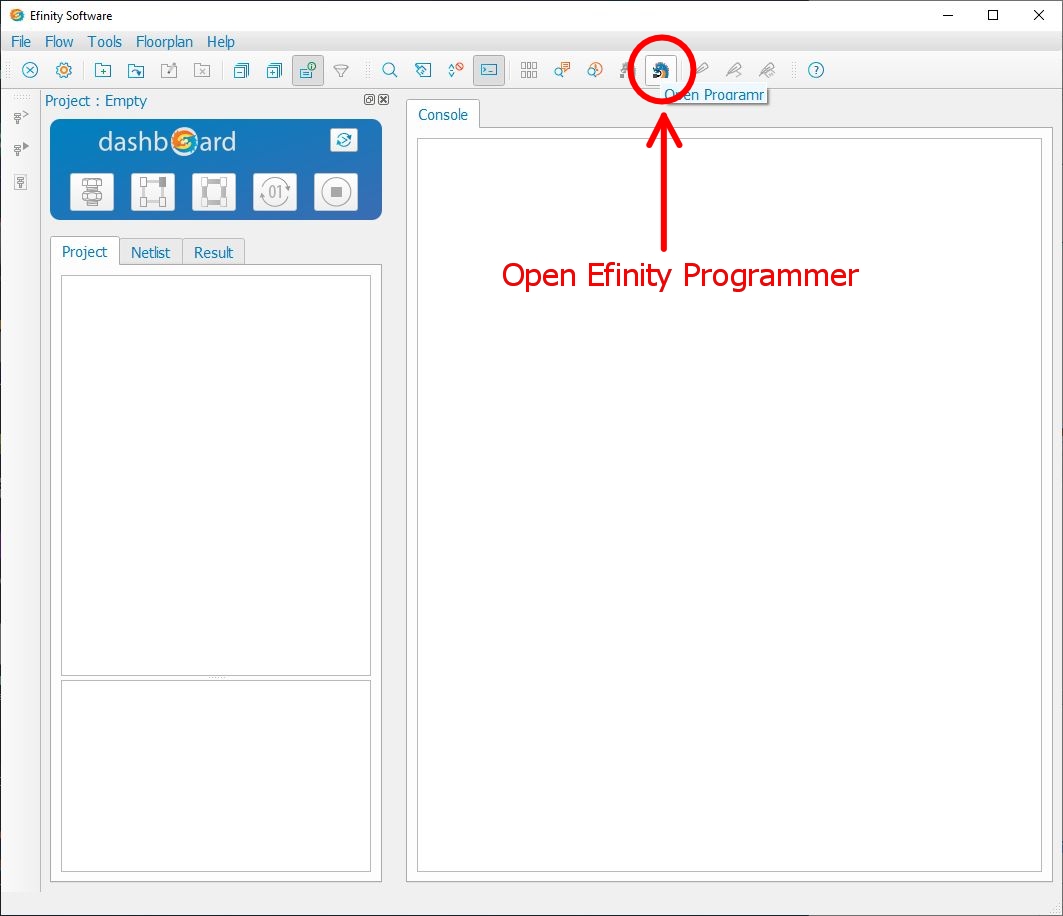 Efinity Software
File Flow Tools Floorplan Help
Open Programr
Project : Empty
dashboard
01
Project Netlist Result
Console
Open Efinity Programmer